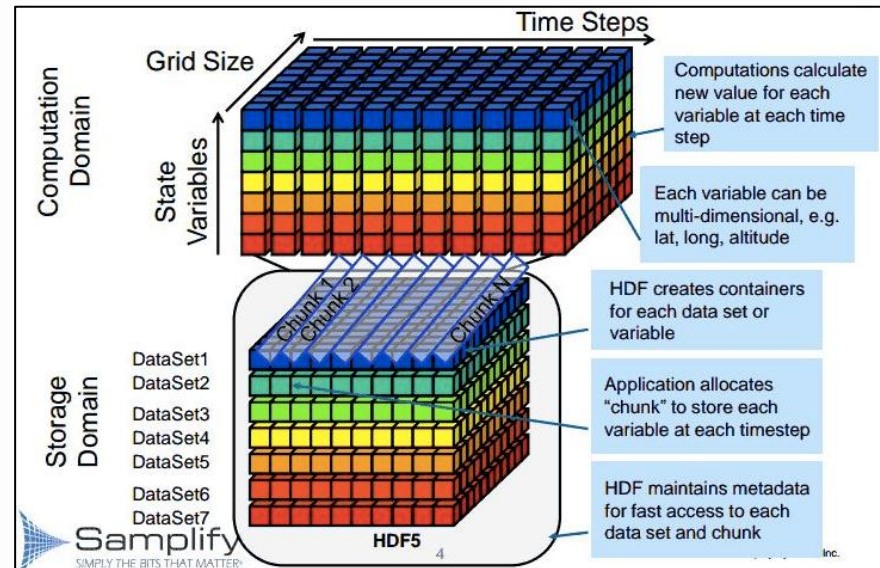 Time Steps
Grid Size
Computation
Domain
State
Variables
Computations calculate
new value for each
variable at each time
step
Each variable can be
multi-dimensional, e.g.
lat, long, altitude
Chunk 1
Chunk 2
Chunk N
HDF creates containers
for each data set or
variable
Storage
Domain
DataSet1
DataSet2
DataSet3
DataSet4
DataSet5
DataSet6
DataSet7
Application allocates
“chunk” to store each
variable at each timestep
HDF maintains metadata
for fast access to each
data set and chunk
HDF5
Samplify
SIMPLY THE BITS THAT MATTER
4
Inc.